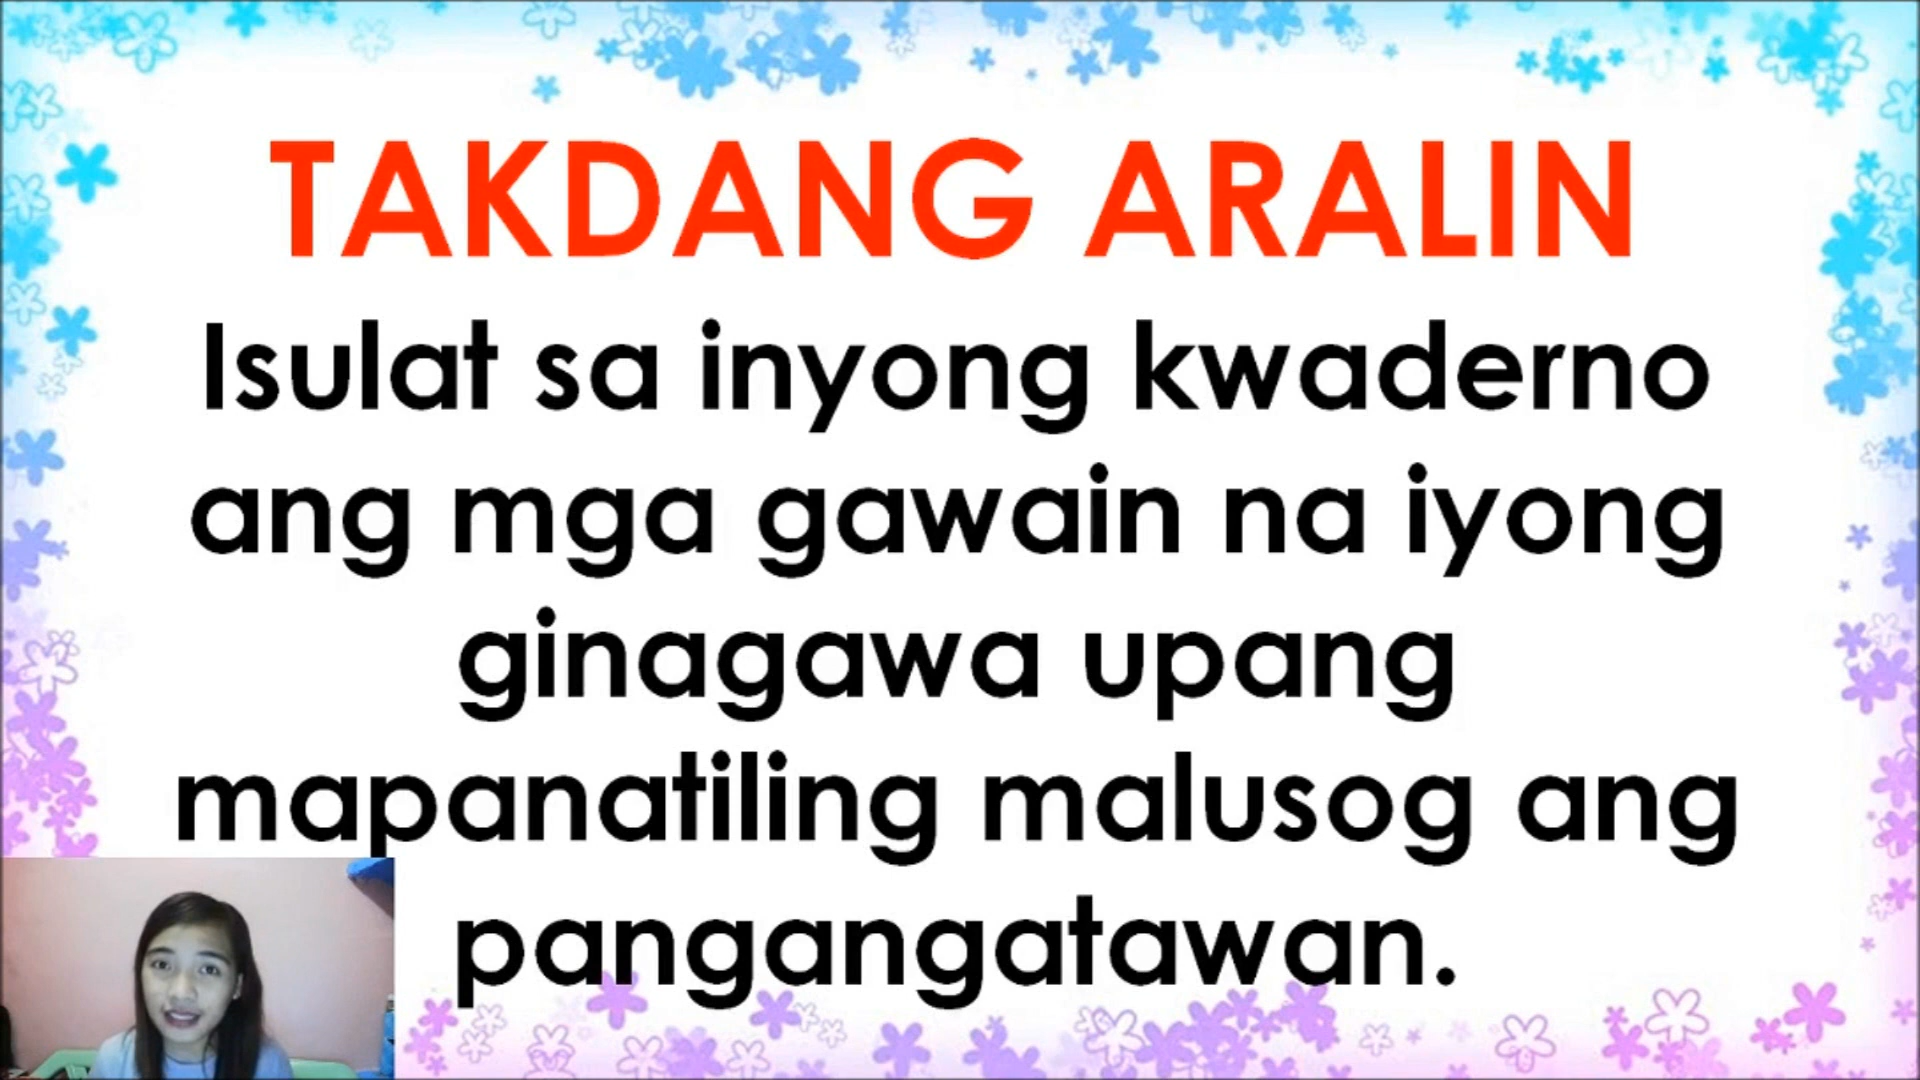 TAKDANG ARALIN
Isulat sa inyong kwaderno
ang mga gawain na iyong
ginagawa upang
mapanatiling malusog ang
pangangatawan.